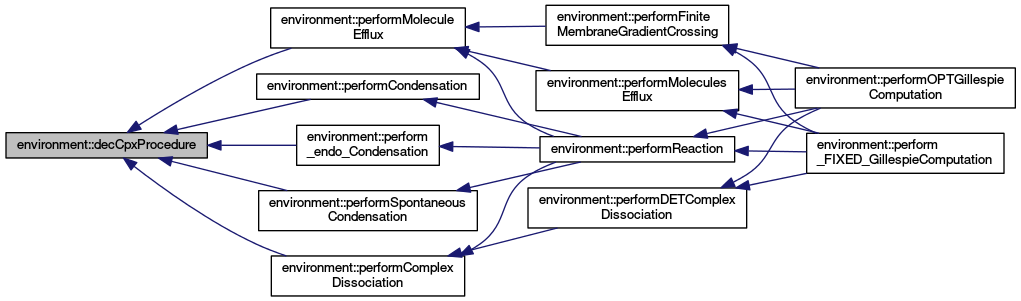 environment::decCpxProcedure
environment::performMolecule
Efflux
environment::performCondensation
environment::perform
_endo_Condensation
environment::performSpontaneous
Condensation
environment::performComplex
Dissociation
environment::performFinite
MembraneGradientCrossing
environment::performMolecules
Efflux
environment::performReaction
environment::performDETComplex
Dissociation
environment::performOPTGillespie
Computation
environment::perform
_FIXED_GillespieComputation